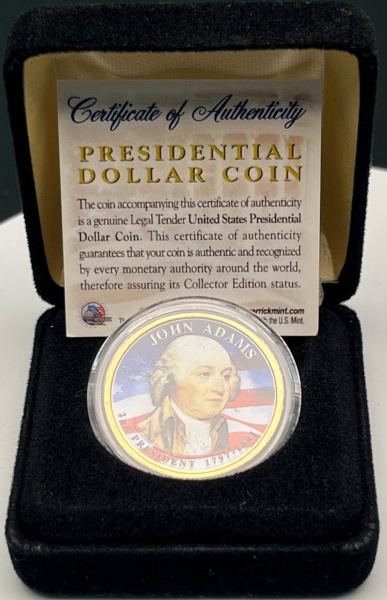 Certificate of Authenticity
PRESIDENTIAL
DOLLAR COIN
The coin accompanying this certificate of authenticity
is a genuine Legal Tender United States Presidential
Dollar Coin. This certificate of authenticity
guarantees that your coin is authentic and recognized
by every monetary authority around the world,
therefore assuring its Collector Edition status.
the U.S. Mint.
JOHN ADAMS
PRESIDENT 1797-1801